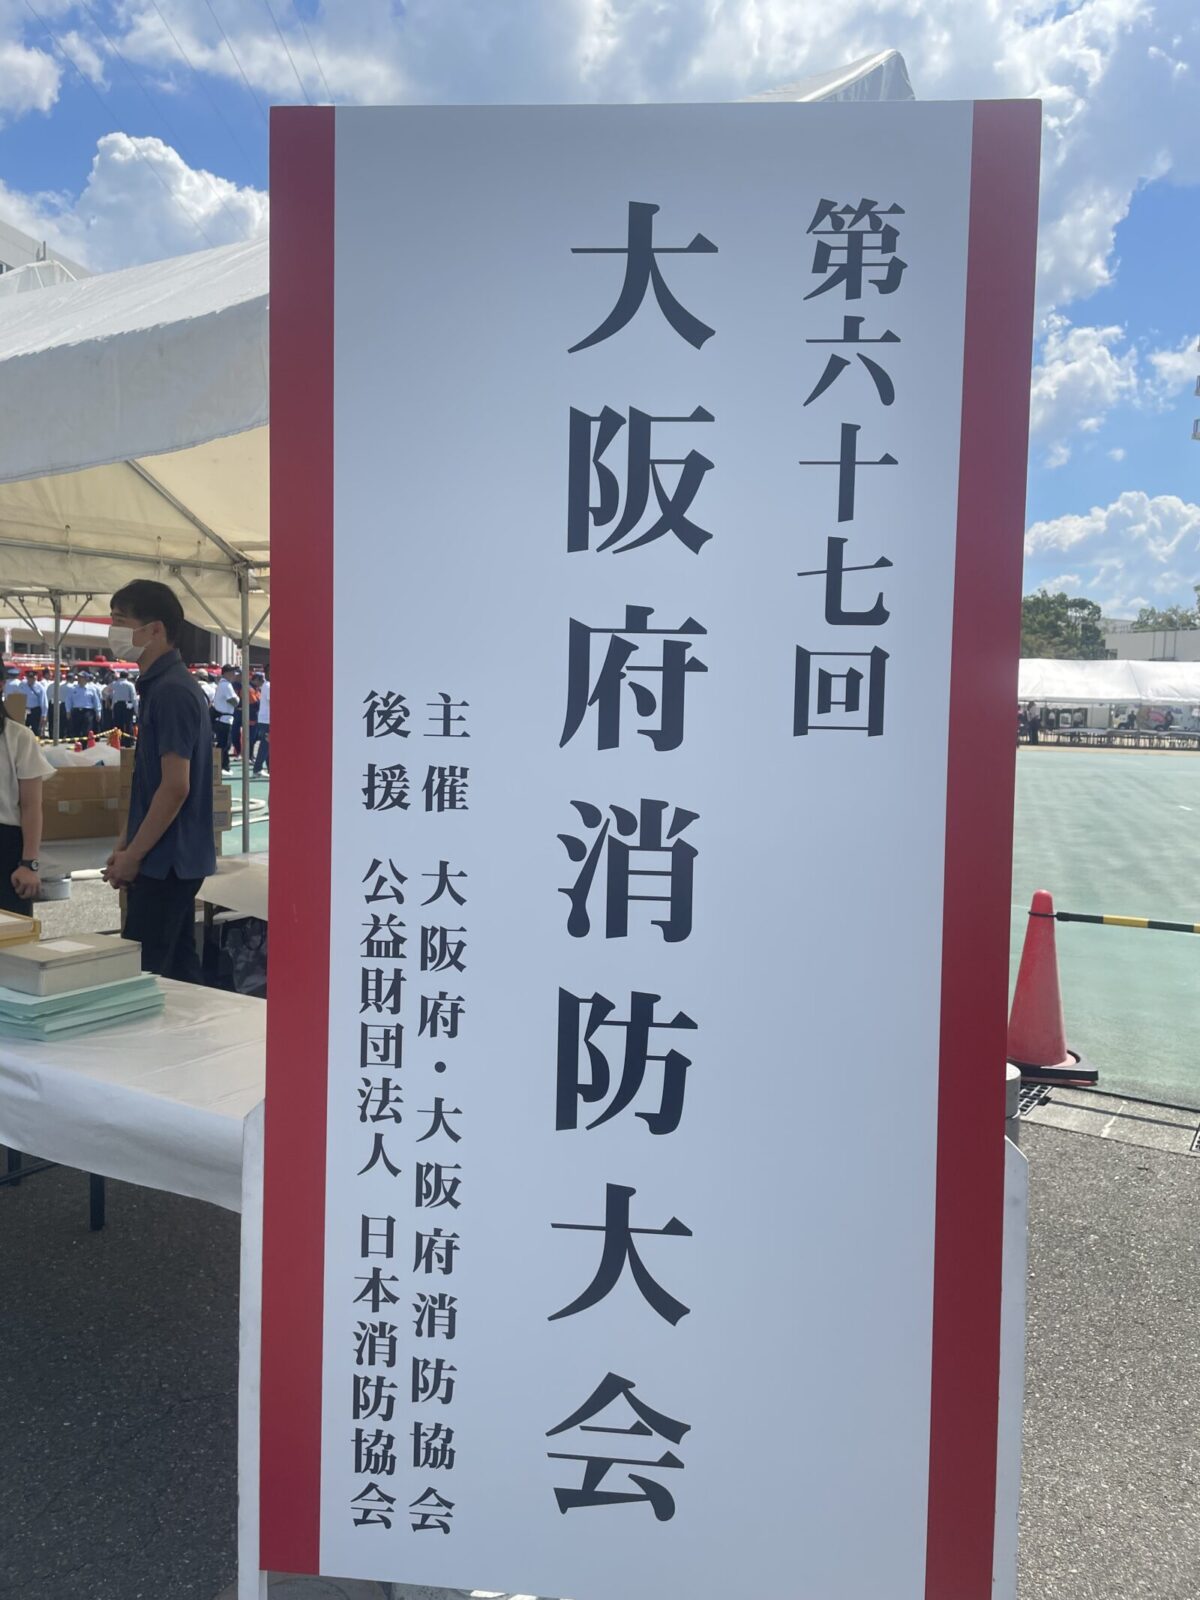 第六十七回
大阪府消防大会
主催 大阪府・大阪府消防協会
後援 公益財団法人 日本消防協会